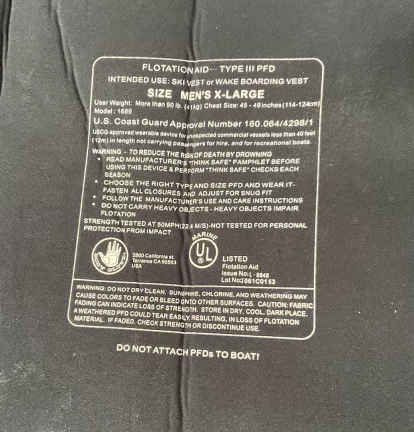 FLOTATION AID -- TYPE III PFD
INTENDED USE: SKI VEST or WAKE BOARDING VEST
SIZE MEN'S X-LARGE
User Weight: More than 90 lb. (41kg) Chest Size: 45 - 49 inches (114-124cm)
Model: 1689
U.S. Coast Guard Approval Number 160.064/4298/1
USCG approved wearable device for unexpected commercial vessels less than 40 feet
(12m) in length not carrying passengers for hire, and for recreational boats.
WARNING - TO REDUCE THE RISK OF DEATH BY DROWNING
• READ MANUFACTURER'S "THINK SAFE" PAMPHLET BEFORE
USING THIS DEVICE & PERFORM "THINK SAFE" CHECKS EACH
SEASON
• CHOOSE THE RIGHT TYPE AND SIZE PFD AND WEAR IT-
FASTEN ALL CLOSURES AND ADJUST FOR SNUG FIT
• FOLLOW THE MANUFACTURER'S USE AND CARE INSTRUCTIONS
• DO NOT CARRY HEAVY OBJECTS - HEAVY OBJECTS IMPAIR
FLOTATION
STRENGTH TESTED AT 50MPH(22.4 M/S)-NOT TESTED FOR PERSONAL
PROTECTION FROM IMPACT
BODY GLOVE
California st.
Torrance CA 90503
USA
MARINE
UL
LISTED
Flotation Aid
Issue No:L-
Lot No:
WARNING: DO NOT DRY CLEAN. SUNSHINE, CHLORINE, AND WEATHERING MAY
CAUSE COLORS TO FADE OR BLEED ONTO OTHER SURFACES. CAUTION: FABRIC
FADING CAN INDICATE LOSS OF STRENGTH. STORE IN DRY, COOL, DARK PLACE.
A WEATHERED PFD COULD TEAR EASILY RESULTING, IN LOSS OF FLOTATION
MATERIAL. IF FADED, CHECK STRENGTH OR DISCONTINUE USE.
DO NOT ATTACH PFDs TO BOAT!